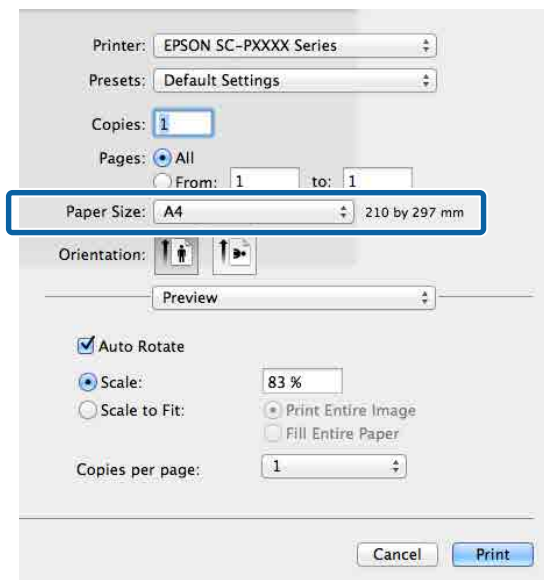 Printer: EPSON SC-PXXXX Series
Presets: Default Settings
Copies: 1
Pages: All
From: 1 to: 1
Paper Size: A4 210 by 297 mm
Orientation:
Preview
Auto Rotate
Scale: 83 %
Scale to Fit: Print Entire Image
Fill Entire Paper
Copies per page: 1
Cancel Print